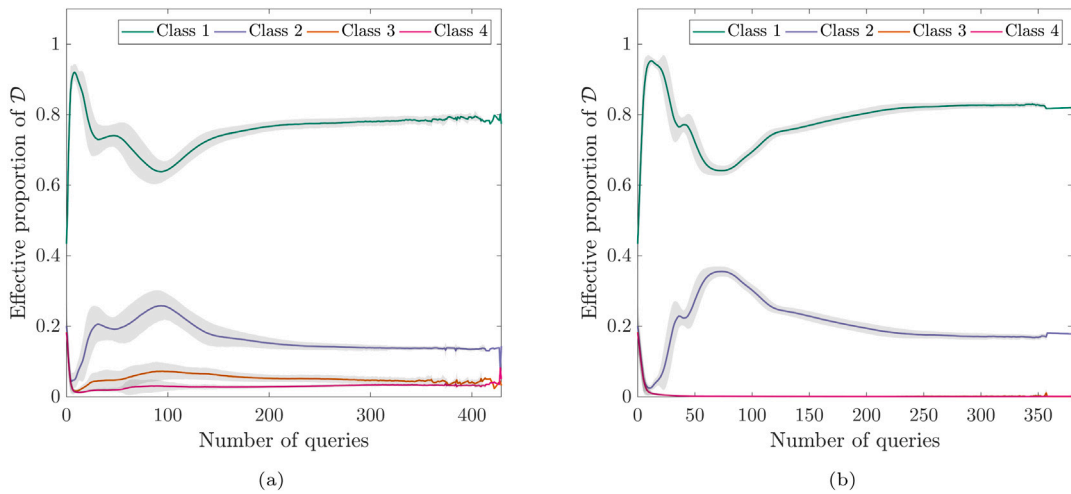 Class 1 Class 2 Class 3 Class 4
1
0.8
0.6
0.4
0.2
0
Effective proportion of 𝒟
0 100 200 300 400
Number of queries
(a)
Class 1 Class 2 Class 3 Class 4
1
0.8
0.6
0.4
0.2
0
Effective proportion of 𝒟
0 50 100 150 200 250 300 350
Number of queries
(b)